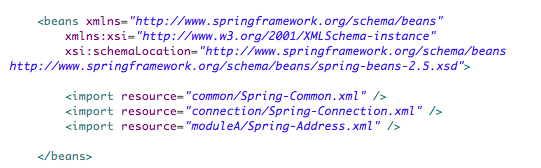 <beans xmlns="http://www.springframework.org/schema/beans"
xmlns:xsi="http://www.w3.org/2001/XMLSchema-instance"
xsi:schemaLocation="http://www.springframework.org/schema/beans
http://www.springframework.org/schema/beans/spring-beans-2.5.xsd">
<import resource="common/Spring-Common.xml" />
<import resource="connection/Spring-Connection.xml" />
<import resource="moduleA/Spring-Address.xml" />
</beans>